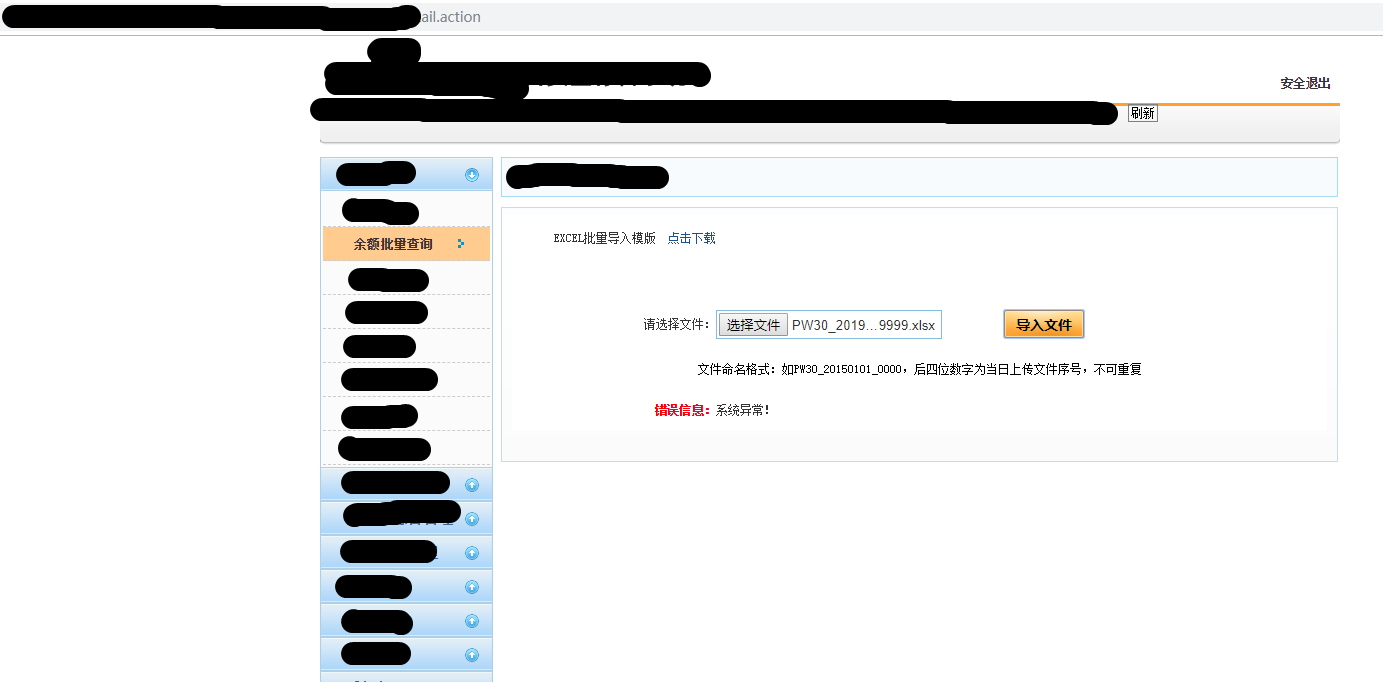 ail.action
安全退出
刷新
余额批量查询
EXCEL批量导入模版 点击下载
请选择文件: 选择文件 PW30_2019...9999.xlsx 导入文件
文件命名格式：如PW30_20150101_0000，后四位数字为当日上传文件序号，不可重复
错误信息：系统异常！